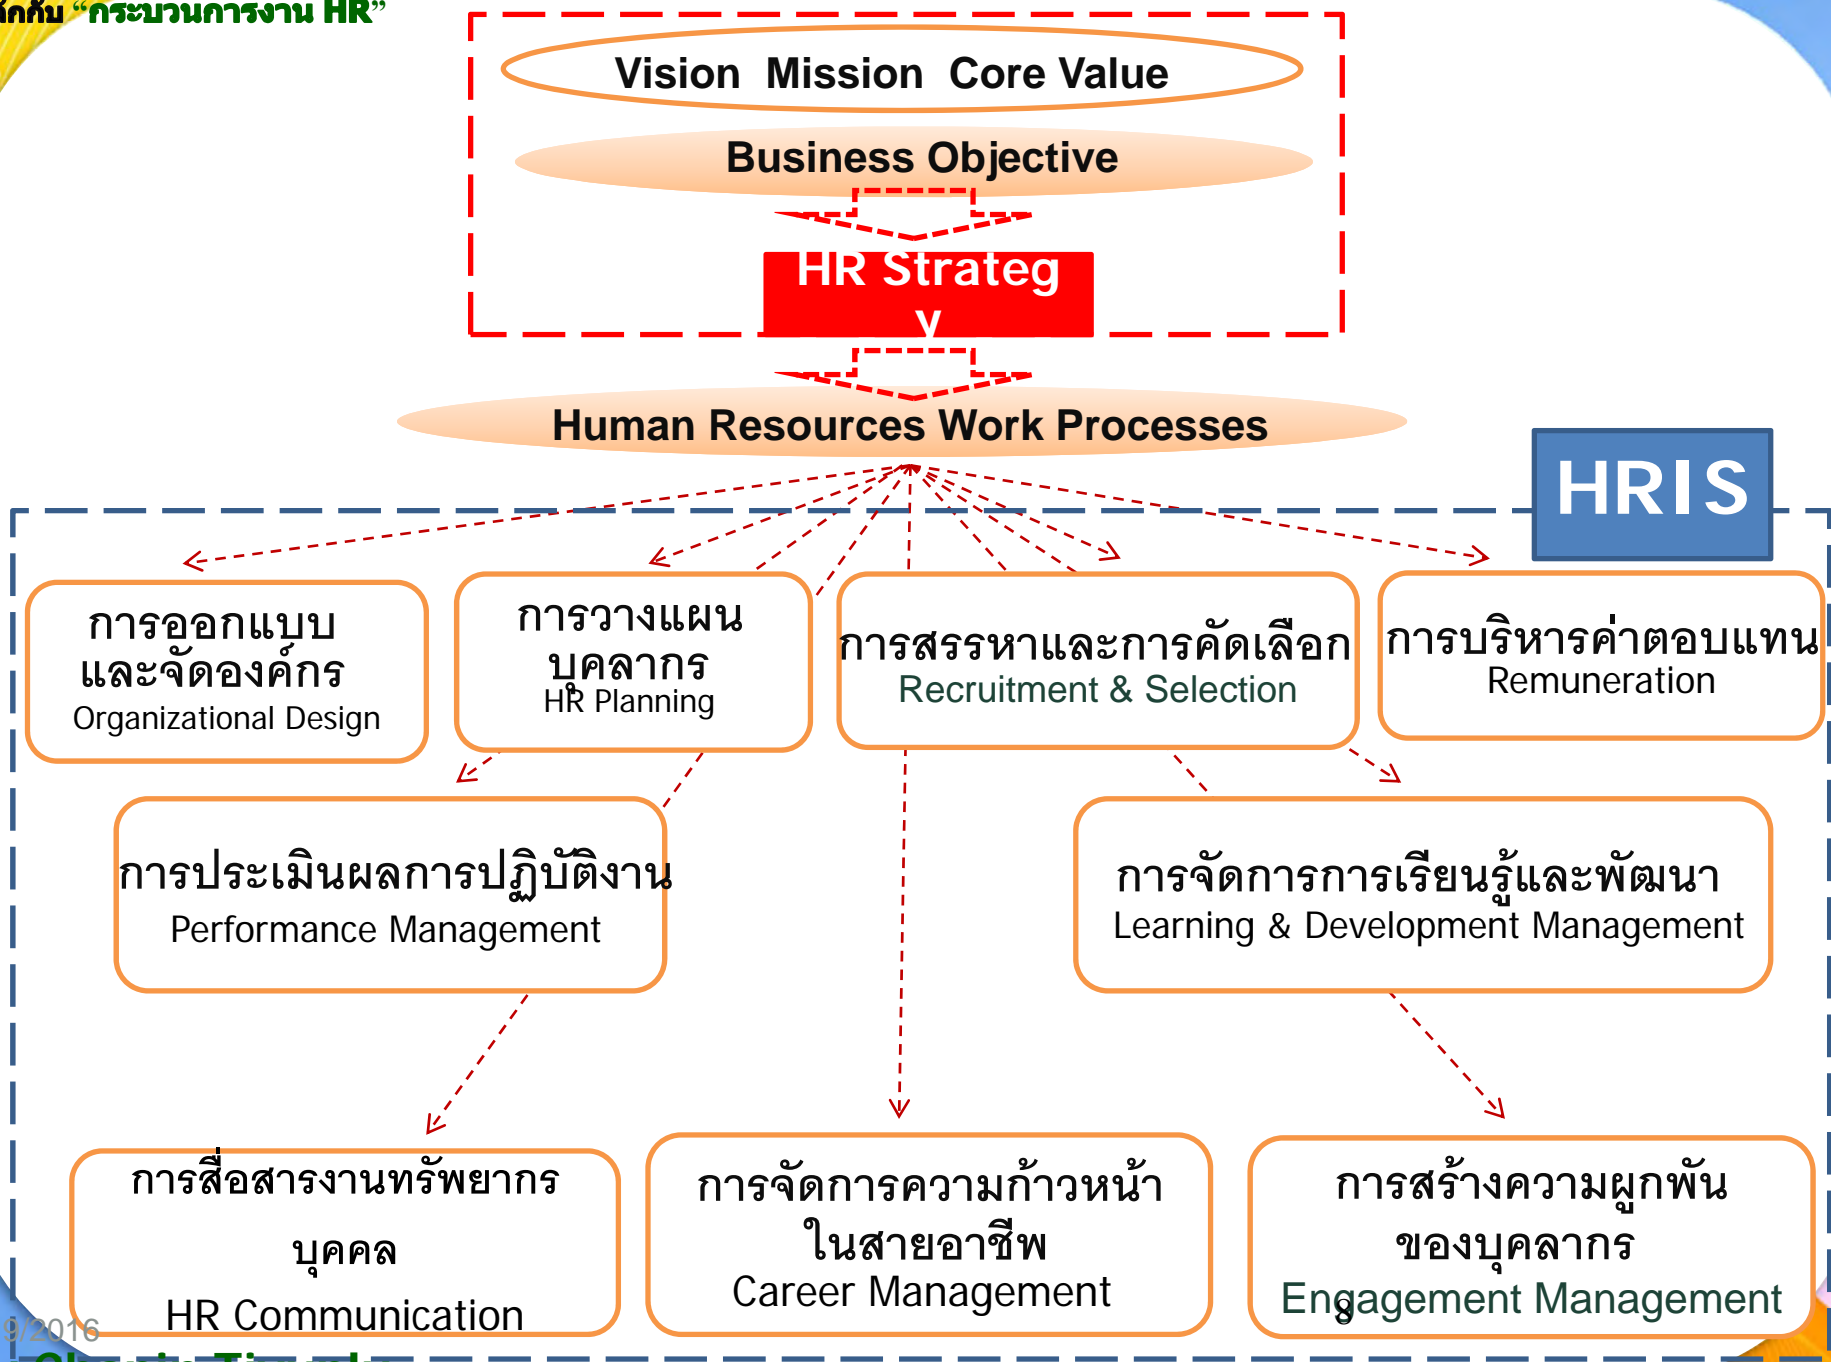 “กระบวนการงาน HR”
Vision Mission Core Value
Business Objective
HR Strateg
y
Human Resources Work Processes
HRIS
การออกแบบ
และจัดองค์กร
Organizational Design
การวางแผน
บุคลากร
HR Planning
การสรรหาและการคัดเลือก
Recruitment & Selection
การบริหารค่าตอบแทน
Remuneration
การประเมินผลการปฏิบัติงาน
Performance Management
การจัดการการเรียนรู้และพัฒนา
Learning & Development Management
การสื่อสารงานทรัพยากร
บุคคล
HR Communication
การจัดการความก้าวหน้า
ในสายอาชีพ
Career Management
การสร้างความผูกพัน
ของบุคลากร
Engagement Management
8
9/2016